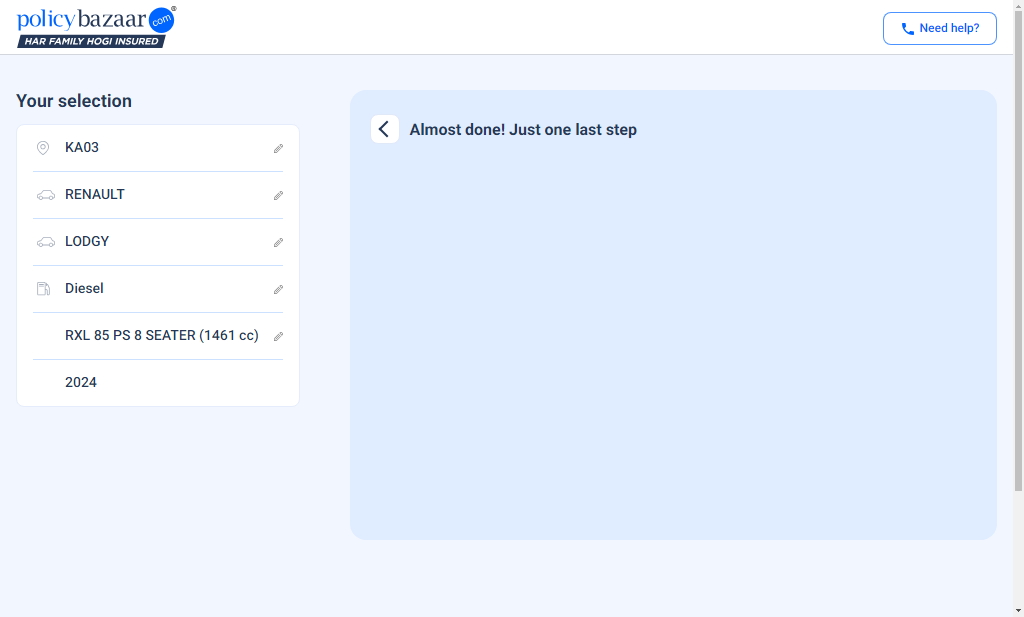 policybazaar.com®
HAR FAMILY HOGI INSURED
Need help?
Your selection
KA03
RENAULT
LODGY
Diesel
RXL 85 PS 8 SEATER (1461 cc)
2024
Almost done! Just one last step